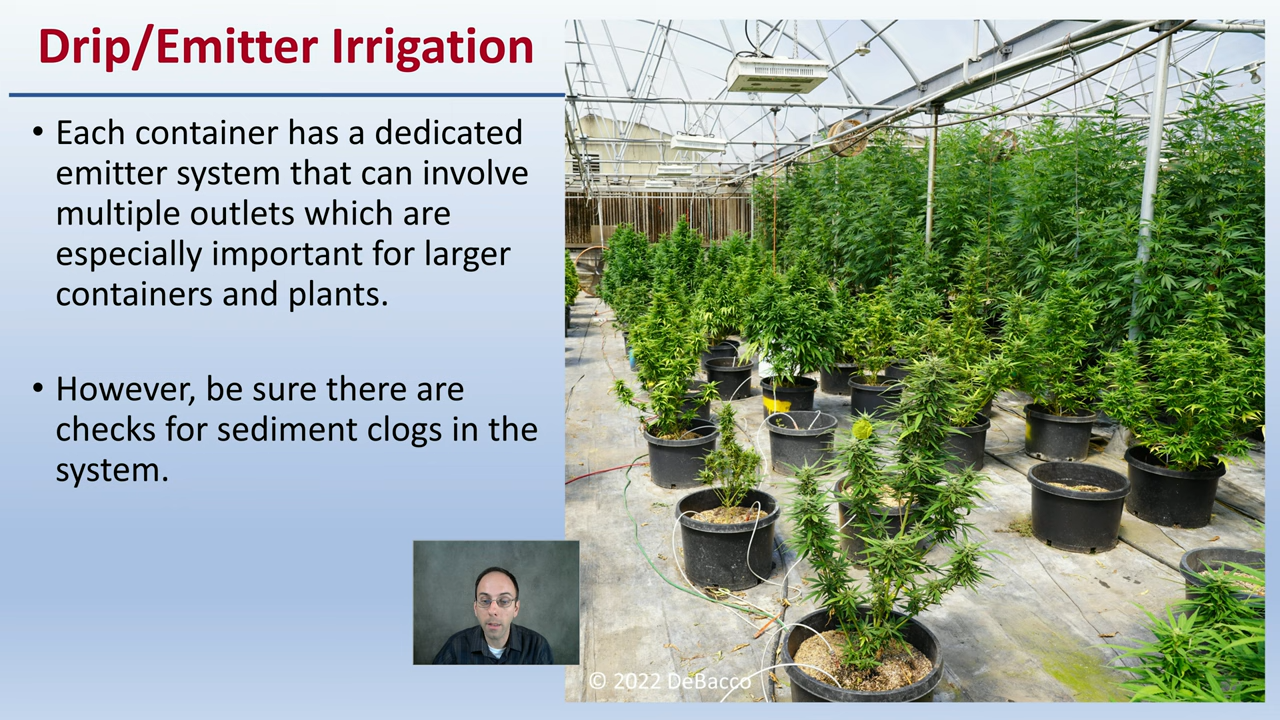 Drip/Emitter Irrigation
• Each container has a dedicated
emitter system that can involve
multiple outlets which are
especially important for larger
containers and plants.
• However, be sure there are
checks for sediment clogs in the
system.
© 2022 DeBacco